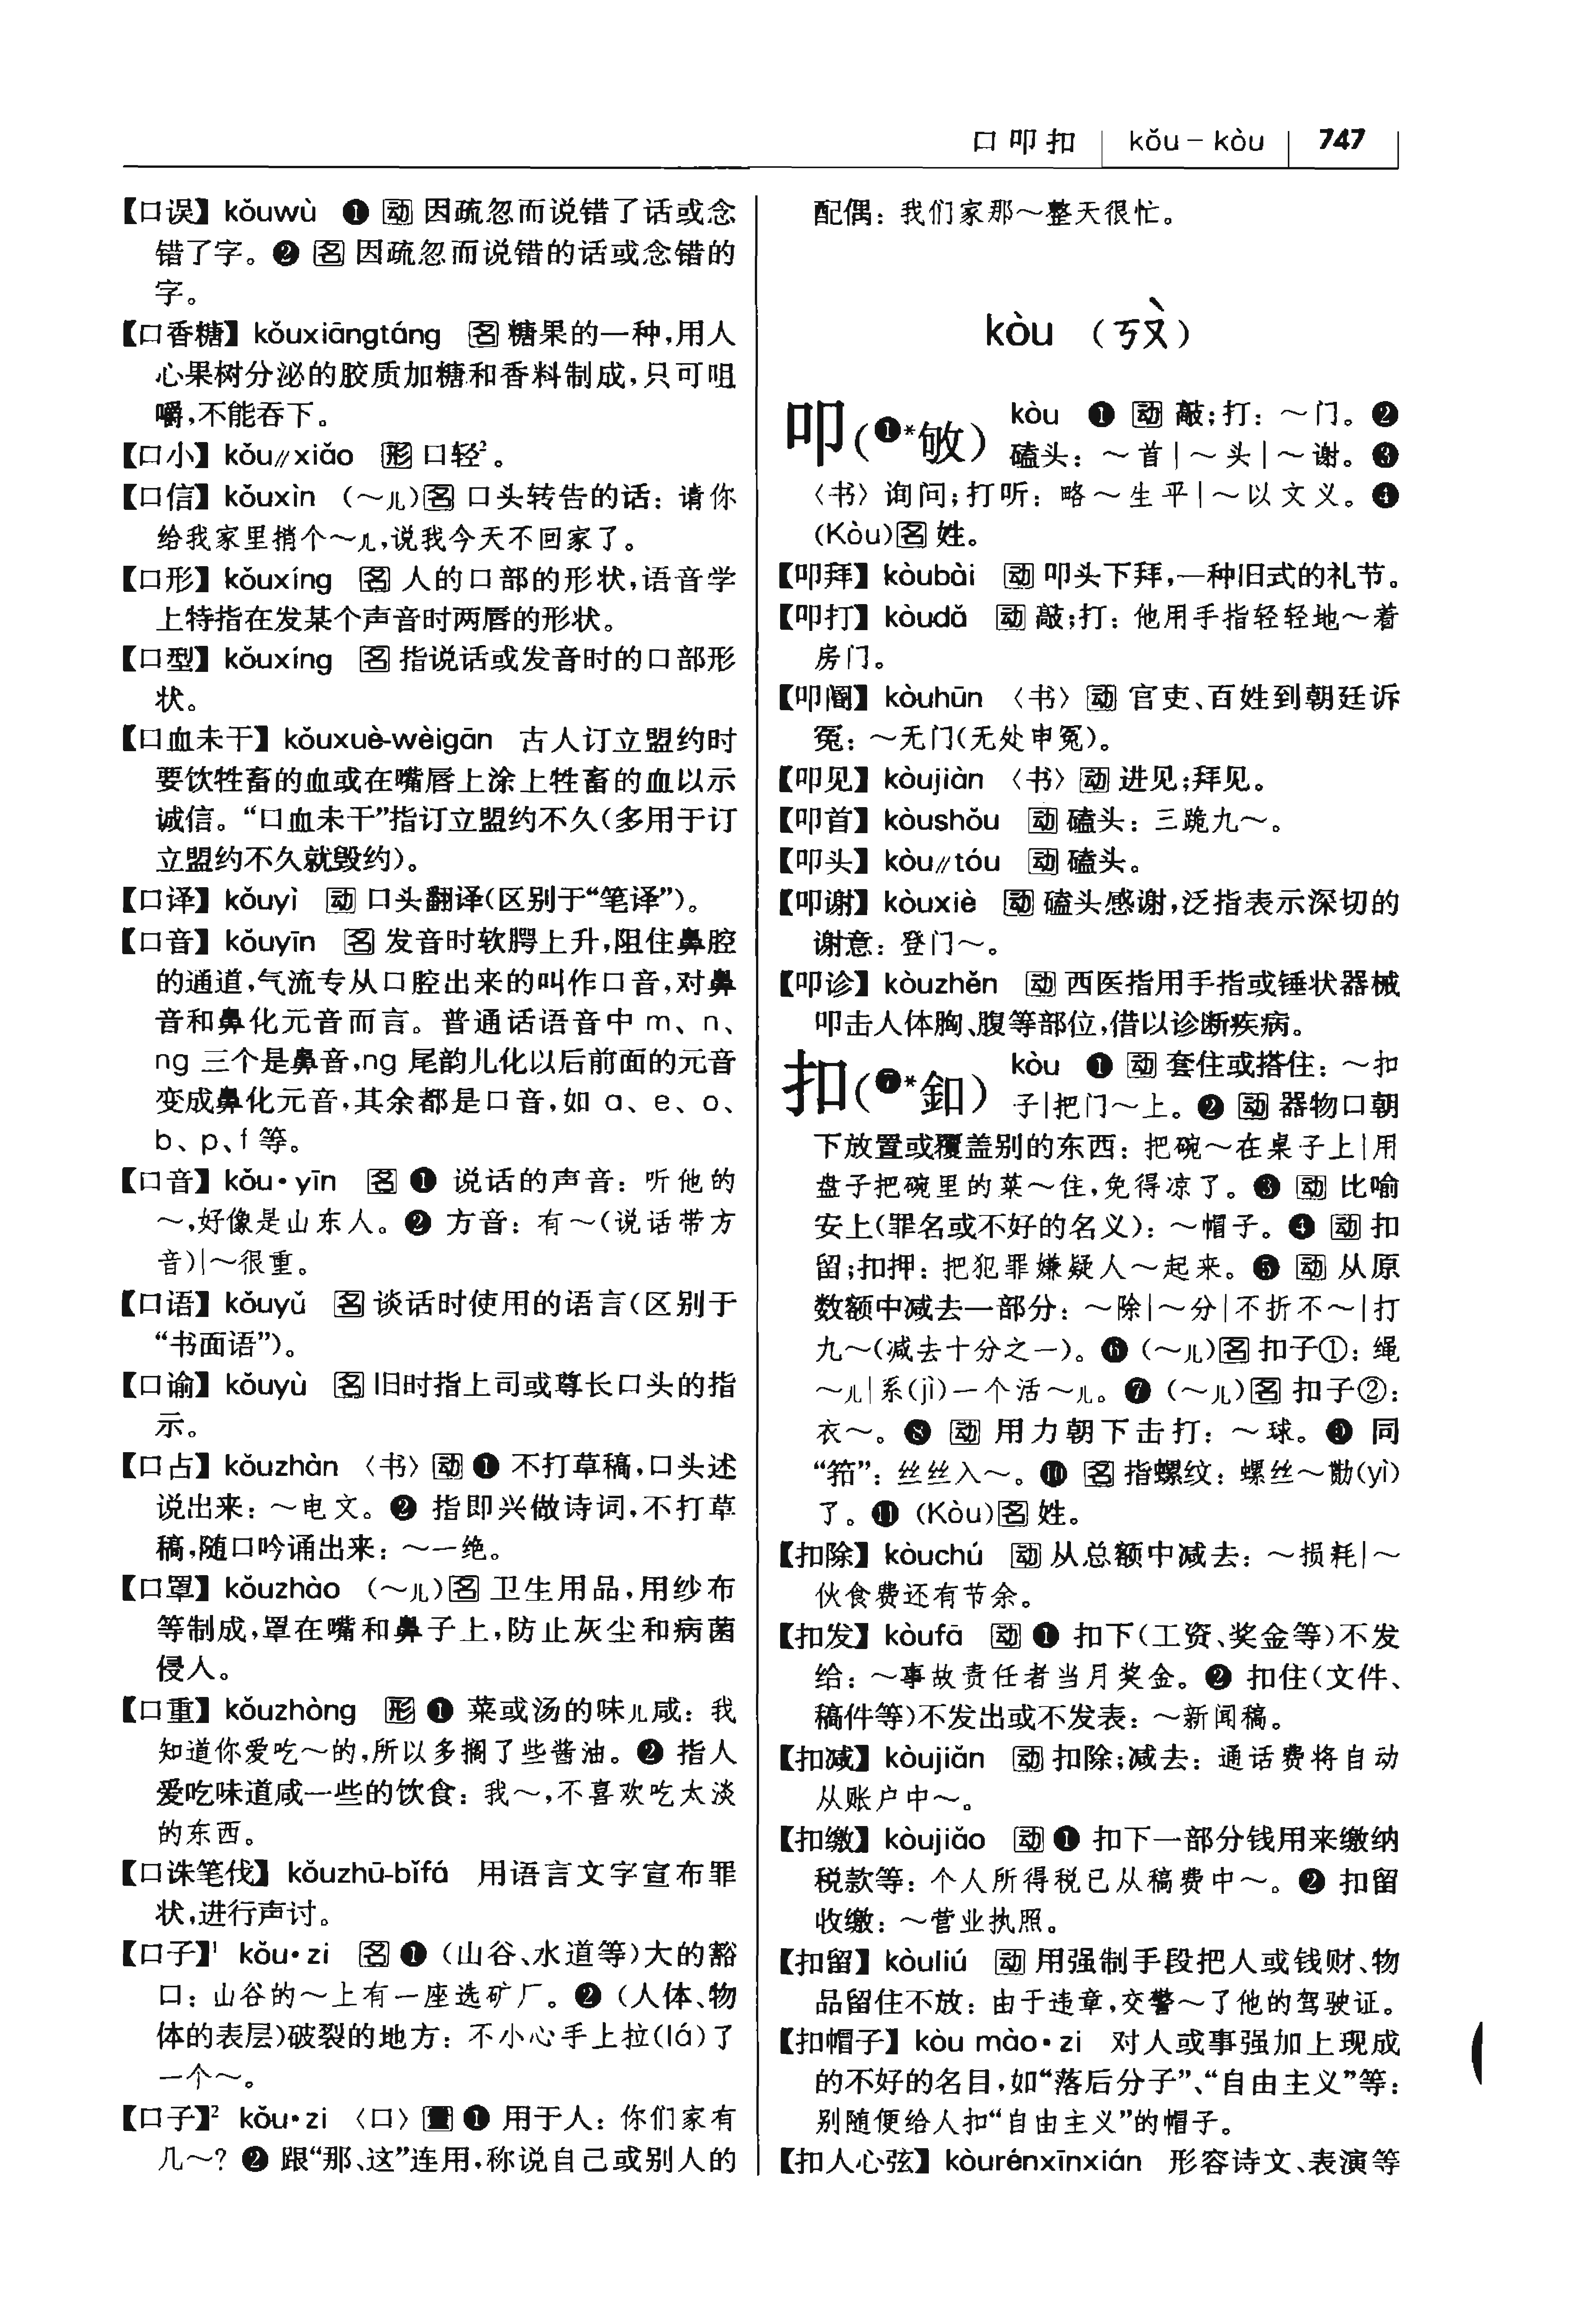 口叩扣 kǒu－kòu 747
【口误】kǒuwù ❶ 动 因疏忽而说错了话或念
错了字。❷ 名 因疏忽而说错的话或念错的
字。
【口香糖】kǒuxiāngtáng 名 糖果的一种,用人
心果树分泌的胶质加糖和香料制成,只可咀
嚼,不能吞下。
【口小】kǒu∥xiǎo 形 口轻²。
【口信】kǒuxìn (～儿)名 口头转告的话：请你
给我家里捎个～儿,说我今天不回家了。
【口形】kǒuxíng 名 人的口部的形状,语音学
上特指在发某个声音时两唇的形状。
【口型】kǒuxíng 名 指说话或发音时的口部形
状。
【口血未干】kǒuxuè-wèigān 古人订立盟约时
要饮牲畜的血或在嘴唇上涂上牲畜的血以示
诚信。“口血未干”指订立盟约不久(多用于订
立盟约不久就毁约)。
【口译】kǒuyì 动 口头翻译(区别于“笔译”)。
【口音】kǒuyīn 名 发音时软腭上升,阻住鼻腔
的通道,气流专从口腔出来的叫作口音,对鼻
音和鼻化元音而言。普通话语音中 m、n、
ng 三个是鼻音,ng 尾韵儿化以后前面的元音
变成鼻化元音,其余都是口音,如 a、e、o、
b、p、f 等。
【口音】kǒu·yīn 名 ❶ 说话的声音：听他的
～,好像是山东人。❷ 方音：有～(说话带方
音)|～很重。
【口语】kǒuyǔ 名 谈话时使用的语言(区别于
“书面语”)。
【口谕】kǒuyù 名 旧时指上司或尊长口头的指
示。
【口占】kǒuzhàn 〈书〉动 ❶ 不打草稿,口头述
说出来：～电文。❷ 指即兴做诗词,不打草
稿,随口吟诵出来：～一绝。
【口罩】kǒuzhào (～儿)名 卫生用品,用纱布
等制成,罩在嘴和鼻子上,防止灰尘和病菌
侵入。
【口重】kǒuzhòng 形 ❶ 菜或汤的味儿咸：我
知道你爱吃～的,所以多搁了些酱油。❷ 指人
爱吃味道咸一些的饮食：我～,不喜欢吃太淡
的东西。
【口诛笔伐】kǒuzhū-bǐfá 用语言文字宣布罪
状,进行声讨。
【口子】¹ kǒu·zi 名 ❶ (山谷、水道等)大的豁
口：山谷的～上有一座选矿厂。❷ (人体、物
体的表层)破裂的地方：不小心手上拉(lá)了
一个～。
【口子】² kǒu·zi 〈口〉量 ❶ 用于人：你们家有
几～? ❷ 跟“那、这”连用,称说自己或别人的
配偶：我们家那～整天很忙。
kòu (ㄎㄡˋ)
叩(❶*敂) kòu ❶ 动 敲;打：～门。❷
磕头：～首|～头|～谢。❸
〈书〉询问;打听：略～生平|～以文义。❹
(Kòu)名 姓。
【叩拜】kòubài 动 叩头下拜,一种旧式的礼节。
【叩打】kòudǎ 动 敲;打：他用手指轻轻地～着
房门。
【叩阍】kòuhūn 〈书〉动 官吏、百姓到朝廷诉
冤：～无门(无处申冤)。
【叩见】kòujiàn 〈书〉动 进见;拜见。
【叩首】kòushǒu 动 磕头：三跪九～。
【叩头】kòu∥tóu 动 磕头。
【叩谢】kòuxiè 动 磕头感谢,泛指表示深切的
谢意：登门～。
【叩诊】kòuzhěn 动 西医指用手指或锤状器械
叩击人体胸、腹等部位,借以诊断疾病。
扣(❼*釦) kòu ❶ 动 套住或搭住：～扣
子|把门～上。❷ 动 器物口朝
下放置或覆盖别的东西：把碗～在桌子上|用
盘子把碗里的菜～住,免得凉了。❸ 动 比喻
安上(罪名或不好的名义)：～帽子。❹ 动 扣
留;扣押：把犯罪嫌疑人～起来。❺ 动 从原
数额中减去一部分：～除|～分|不折不～|打
九～(减去十分之一)。❻ (～儿)名 扣子①：绳
～儿|系(jì)一个活～儿。❼ (～儿)名 扣子②：
衣～。❽ 动 用力朝下击打：～球。❾ 同
“筘”：丝丝入～。❿ 名 指螺纹：螺丝～勚(yì)
了。⓫ (Kòu)名 姓。
【扣除】kòuchú 动 从总额中减去：～损耗|～
伙食费还有节余。
【扣发】kòufā 动 ❶ 扣下(工资、奖金等)不发
给：～事故责任者当月奖金。❷ 扣住(文件、
稿件等)不发出或不发表：～新闻稿。
【扣减】kòujiǎn 动 扣除;减去：通话费将自动
从账户中～。
【扣缴】kòujiǎo 动 ❶ 扣下一部分钱用来缴纳
税款等：个人所得税已从稿费中～。❷ 扣留
收缴：～营业执照。
【扣留】kòuliú 动 用强制手段把人或钱财、物
品留住不放：由于违章,交警～了他的驾驶证。
【扣帽子】kòu mào·zi 对人或事强加上现成
的不好的名目,如“落后分子”、“自由主义”等：
别随便给人扣“自由主义”的帽子。
【扣人心弦】kòurénxīnxián 形容诗文、表演等